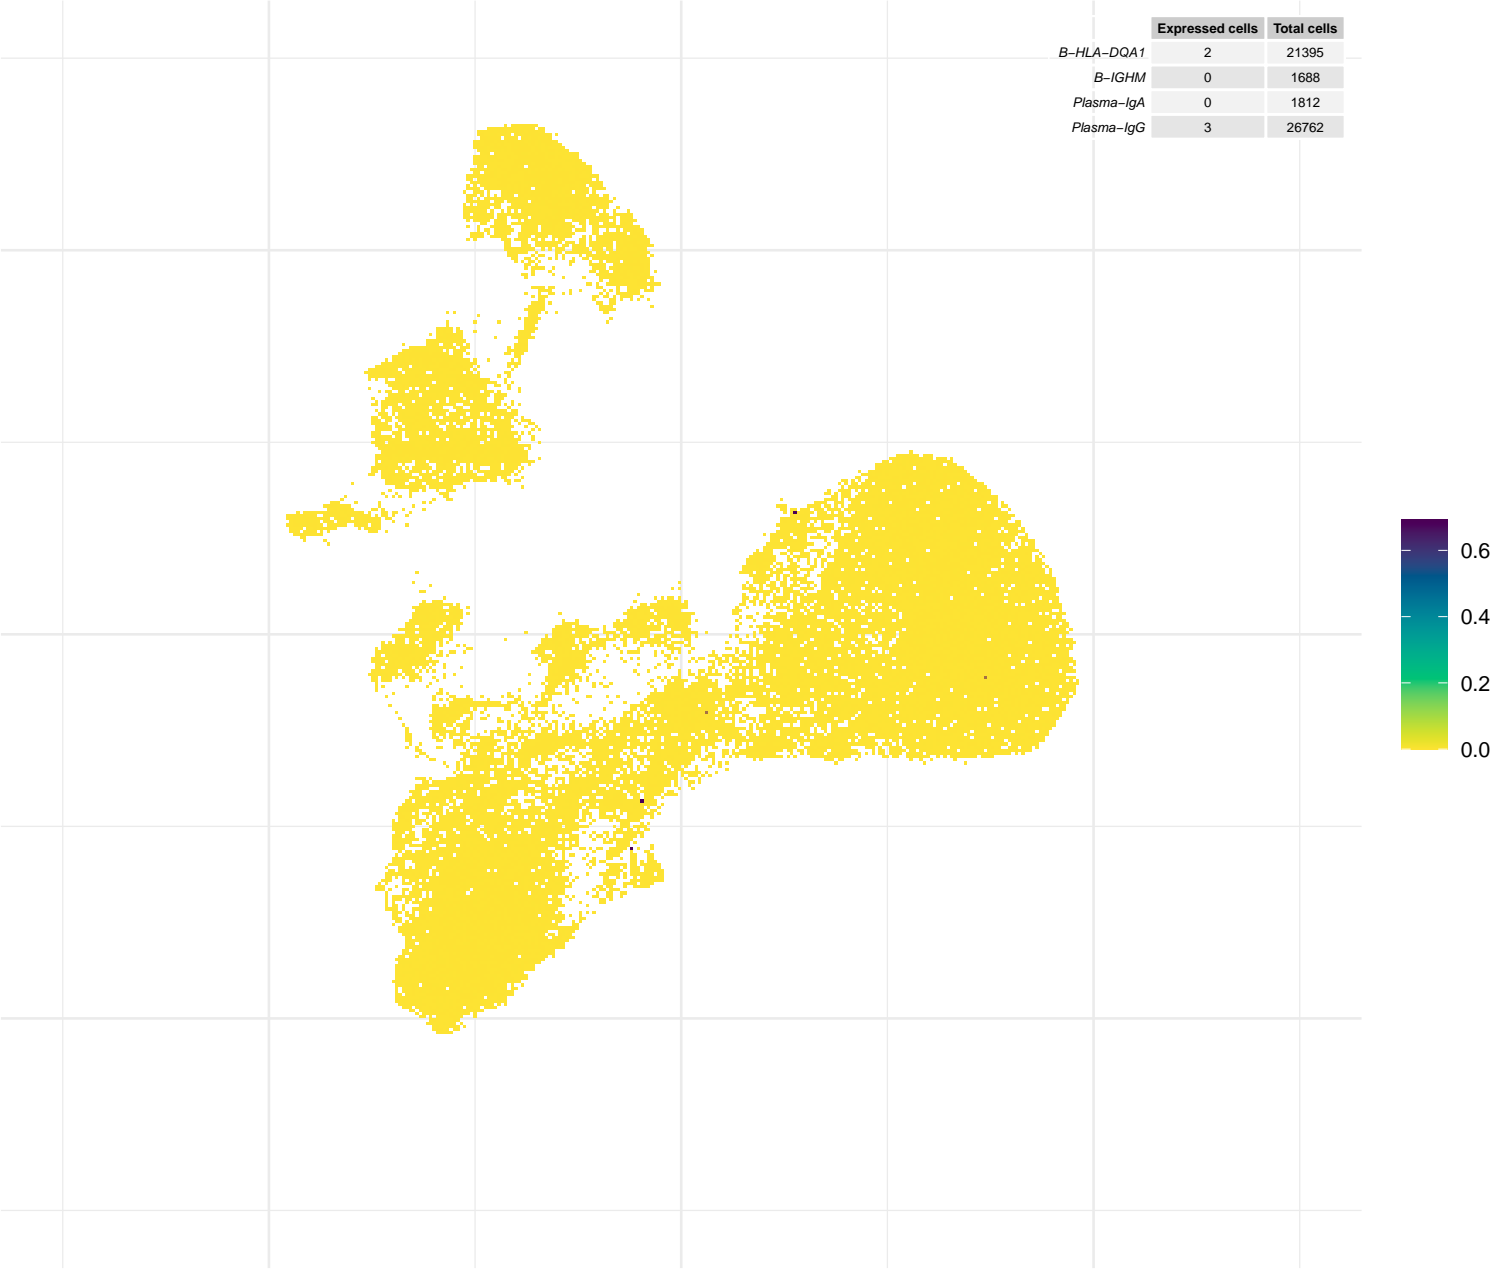 Expressed cells Total cells
B−HLA−DQA1 2 21395
B−IGHM 0 1688
Plasma−IgA 0 1812
Plasma−IgG 3 26762
0.6
0.4
0.2
0.0